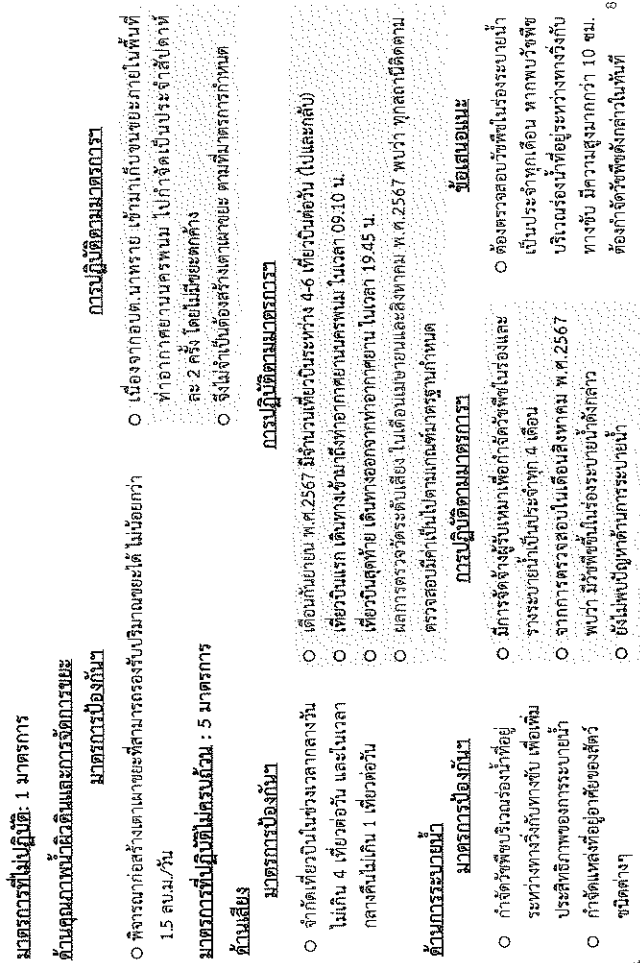 มาตรการที่ไม่ปฏิบัติ: 1 มาตรการ
ด้านคุณภาพน้ำผิวดินและการจัดการขยะ
มาตรการป้องกันฯ
○ พิจารณาก่อสร้างเตาเผาขยะที่สามารถรองรับปริมาณขยะได้ ไม่น้อยกว่า
1.5 ลบ.ม./วัน
การปฏิบัติตามมาตรการฯ
○ เนื่องจากอบต.นาทราย เข้ามาเก็บขนขยะภายในพื้นที่
ท่าอากาศยานนครพนม ไปกำจัดเป็นประจำสัปดาห์
ละ 2 ครั้ง โดยไม่มีขยะตกค้าง
○ จึงไม่จำเป็นต้องสร้างเตาเผาขยะ ตามที่มาตรการกำหนด
มาตรการที่ปฏิบัติไม่ครบถ้วน : 5 มาตรการ
ด้านเสียง
มาตรการป้องกันฯ
○ จำกัดเที่ยวบินในช่วงเวลากลางวัน
ไม่เกิน 4 เที่ยวต่อวัน และในเวลา
กลางคืนไม่เกิน 1 เที่ยวต่อวัน
การปฏิบัติตามมาตรการฯ
○ เดือนกันยายน พ.ศ.2567 มีจำนวนเที่ยวบินระหว่าง 4-6 เที่ยวบินต่อวัน (ไปและกลับ)
○ เที่ยวบินแรก เดินทางเข้ามาถึงท่าอากาศยานนครพนม ในเวลา 09.10 น.
○ เที่ยวบินสุดท้าย เดินทางออกจากท่าอากาศยาน ในเวลา 19.45 น.
○ ผลการตรวจวัดระดับเสียง ในเดือนเมษายนและสิงหาคม พ.ศ.2567 พบว่า ทุกสถานีติดตาม
ตรวจสอบมีค่าเป็นไปตามเกณฑ์มาตรฐานกำหนด
ด้านการระบายน้ำ
มาตรการป้องกันฯ
○ กำจัดวัชพืชบริเวณร่องน้ำที่อยู่
ระหว่างทางวิ่งกับทางขับ เพื่อเพิ่ม
ประสิทธิภาพของการระบายน้ำ
○ กำจัดแหล่งที่อยู่อาศัยของสัตว์
ชนิดต่างๆ
การปฏิบัติตามมาตรการฯ
○ มีการจัดจ้างผู้รับเหมาเพื่อกำจัดวัชพืชในร่องและ
รางระบายน้ำเป็นประจำทุก 4 เดือน
○ จากการตรวจสอบในเดือนสิงหาคม พ.ศ.2567
พบว่า มีวัชพืชขึ้นในร่องระบายน้ำดังกล่าว
○ ยังไม่พบปัญหาด้านการระบายน้ำ
ข้อเสนอแนะ
○ ต้องตรวจสอบวัชพืชในร่องระบายน้ำ
เป็นประจำทุกเดือน หากพบวัชพืช
บริเวณร่องน้ำที่อยู่ระหว่างทางวิ่งกับ
ทางขับ มีความสูงมากกว่า 10 ซม.
ต้องกำจัดวัชพืชดังกล่าวในทันที
8